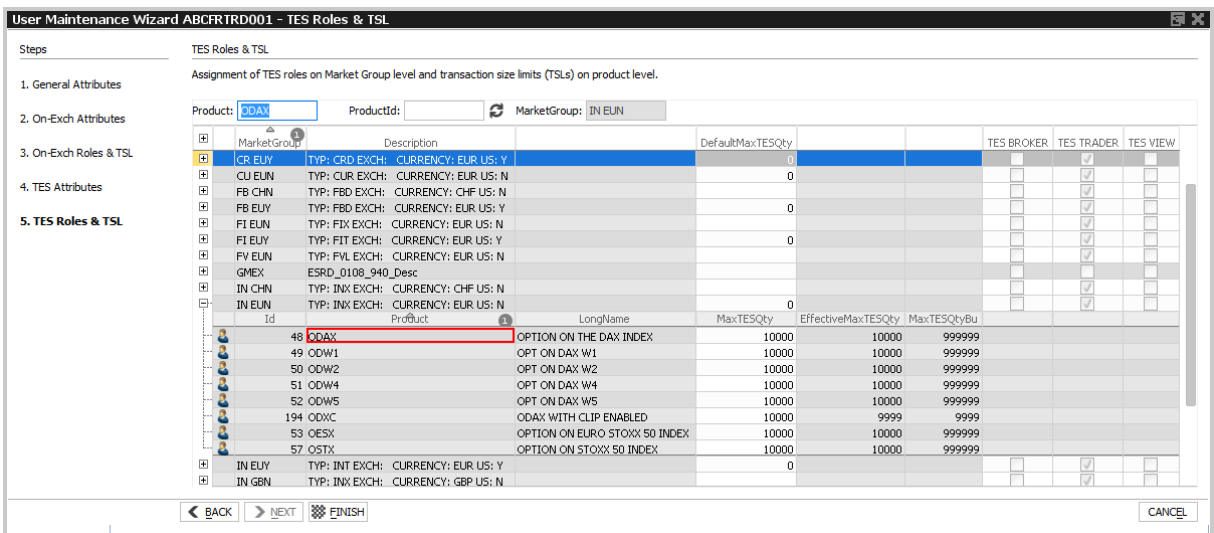 User Maintenance Wizard ABCFRTRD001 - TES Roles & TSL
Steps
1. General Attributes
2. On-Exch Attributes
3. On-Exch Roles & TSL
4. TES Attributes
5. TES Roles & TSL
TES Roles & TSL
Assignment of TES roles on Market Group level and transaction size limits (TSLs) on product level.
Product: ODAX ProductId: MarketGroup: IN EUN
MarketGroup 1 Description DefaultMaxTESQty TES BROKER TES TRADER TES VIEW
CR EUY TYP: CRD EXCH: CURRENCY: EUR US: Y 0
CU EUN TYP: CUR EXCH: CURRENCY: EUR US: N 0
FB CHN TYP: FBD EXCH: CURRENCY: CHF US: N
FB EUY TYP: FBD EXCH: CURRENCY: EUR US: Y 0
FI EUN TYP: FIX EXCH: CURRENCY: EUR US: N
FI EUY TYP: FIT EXCH: CURRENCY: EUR US: Y 0
FV EUN TYP: FVL EXCH: CURRENCY: EUR US: N
GMEX ESRD_0108_940_Desc
IN CHN TYP: INX EXCH: CURRENCY: CHF US: N
IN EUN TYP: INX EXCH: CURRENCY: EUR US: N 0
Id Product 1 LongName MaxTESQty EffectiveMaxTESQty MaxTESQtyBu
48 ODAX OPTION ON THE DAX INDEX 10000 10000 999999
49 ODW1 OPT ON DAX W1 10000 10000 999999
50 ODW2 OPT ON DAX W2 10000 10000 999999
51 ODW4 OPT ON DAX W4 10000 10000 999999
52 ODW5 OPT ON DAX W5 10000 10000 999999
194 ODXC ODAX WITH CLIP ENABLED 10000 9999 9999
53 OESX OPTION ON EURO STOXX 50 INDEX 10000 10000 999999
57 OSTX OPTION ON STOXX 50 INDEX 10000 10000 999999
IN EUY TYP: INT EXCH: CURRENCY: EUR US: Y 0
IN GBN TYP: INX EXCH: CURRENCY: GBP US: N
BACK NEXT FINISH CANCEL